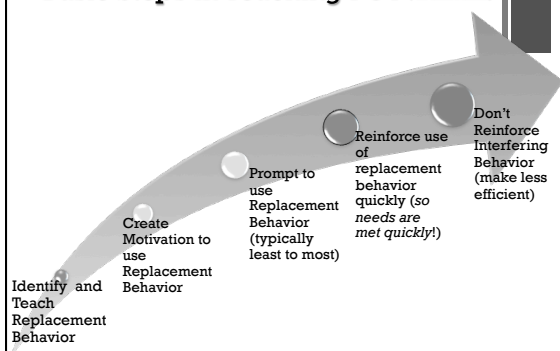 Identify and
Teach
Replacement
Behavior
Create
Motivation to
use
Replacement
Behavior
Prompt to
use
Replacement
Behavior
(typically
least to most)
Reinforce use
of
replacement
behavior
quickly (so
needs are
met quickly!)
Don’t
Reinforce
Interfering
Behavior
(make less
efficient)